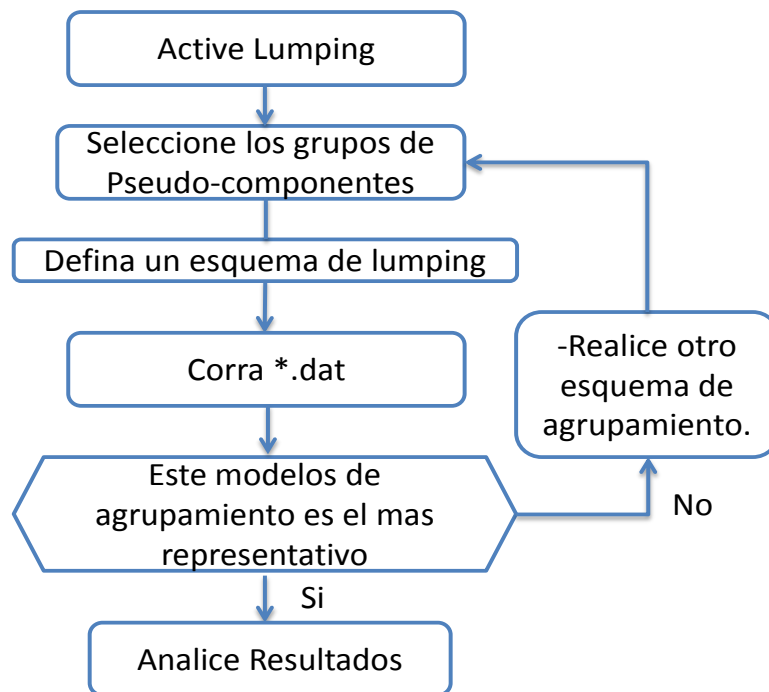 Active Lumping
Seleccione los grupos de
Pseudo-componentes
Defina un esquema de lumping
Corra *.dat
-Realice otro
esquema de
agrupamiento.
Este modelos de
agrupamiento es el mas
representativo
No
Si
Analice Resultados